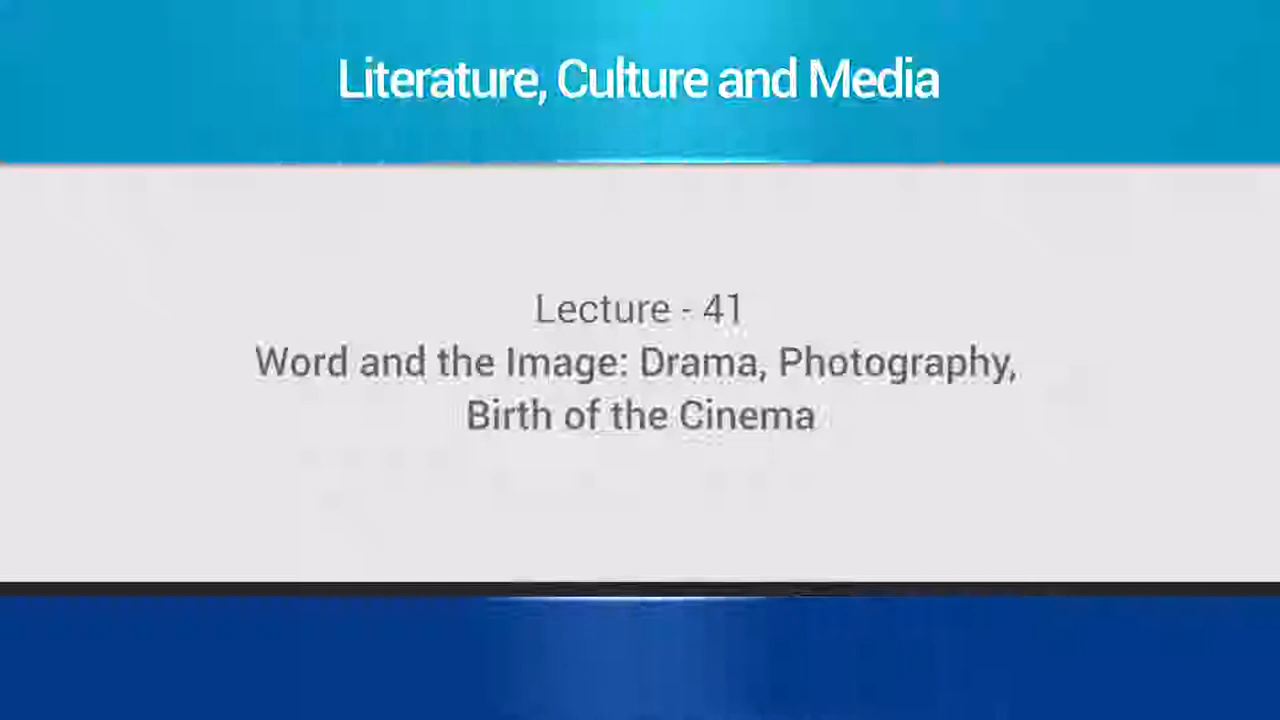 Literature, Culture and Media
Lecture - 41
Word and the Image: Drama, Photography,
Birth of the Cinema